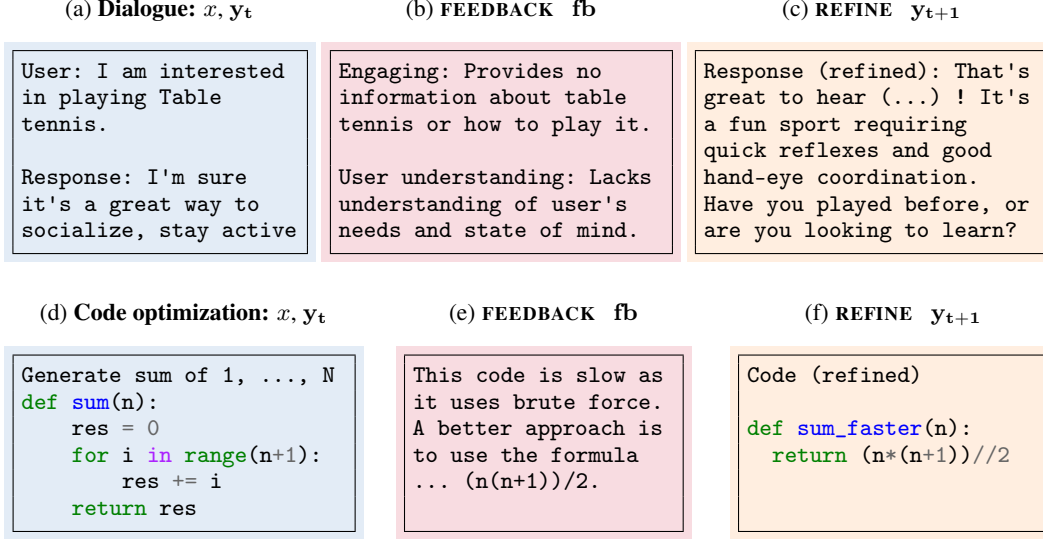 (a) Dialogue: x, yt
User: I am interested
in playing Table
tennis.
Response: I'm sure
it's a great way to
socialize, stay active
(b) FEEDBACK fb
Engaging: Provides no
information about table
tennis or how to play it.
User understanding: Lacks
understanding of user's
needs and state of mind.
(c) REFINE yt+1
Response (refined): That's
great to hear (...) ! It's
a fun sport requiring
quick reflexes and good
hand-eye coordination.
Have you played before, or
are you looking to learn?
(d) Code optimization: x, yt
Generate sum of 1, ..., N
def sum(n):
    res = 0
    for i in range(n+1):
        res += i
    return res
(e) FEEDBACK fb
This code is slow as
it uses brute force.
A better approach is
to use the formula
... (n(n+1))/2.
(f) REFINE yt+1
Code (refined)
def sum_faster(n):
  return (n*(n+1))//2